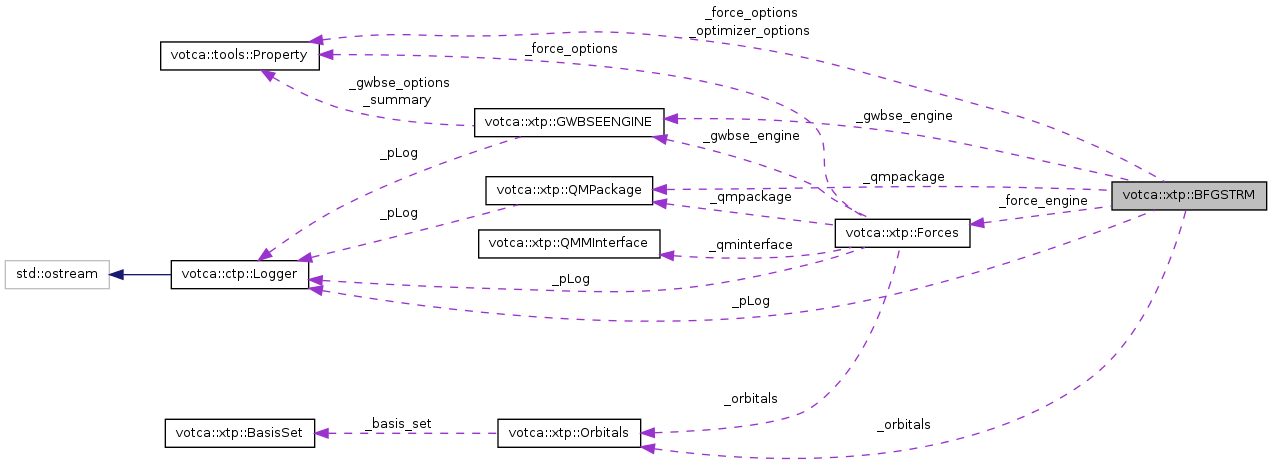 _force_options
_optimizer_options
_force_options
votca::tools::Property
_gwbse_options
_summary
votca::xtp::GWBSEENGINE
_gwbse_engine
_gwbse_engine
_pLog
_qmpackage
votca::xtp::QMPackage
votca::xtp::BFGSTRM
_qmpackage
_force_engine
_pLog
votca::xtp::Forces
votca::xtp::QMMInterface
_qminterface
std::ostream
votca::ctp::Logger
_pLog
_pLog
_orbitals
votca::xtp::BasisSet
_basis_set
votca::xtp::Orbitals
_orbitals